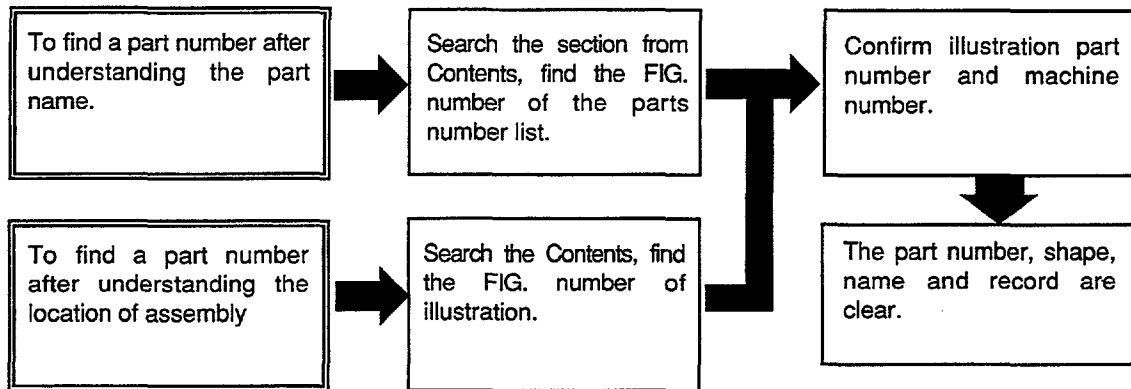 To find a part number after
understanding the part
name.
Search the section from
Contents, find the FIG.
number of the parts
number list.
Confirm illustration part
number and machine
number.
To find a part number
after understanding the
location of assembly
Search the Contents, find
the FIG. number of
illustration.
The part number, shape,
name and record are
clear.